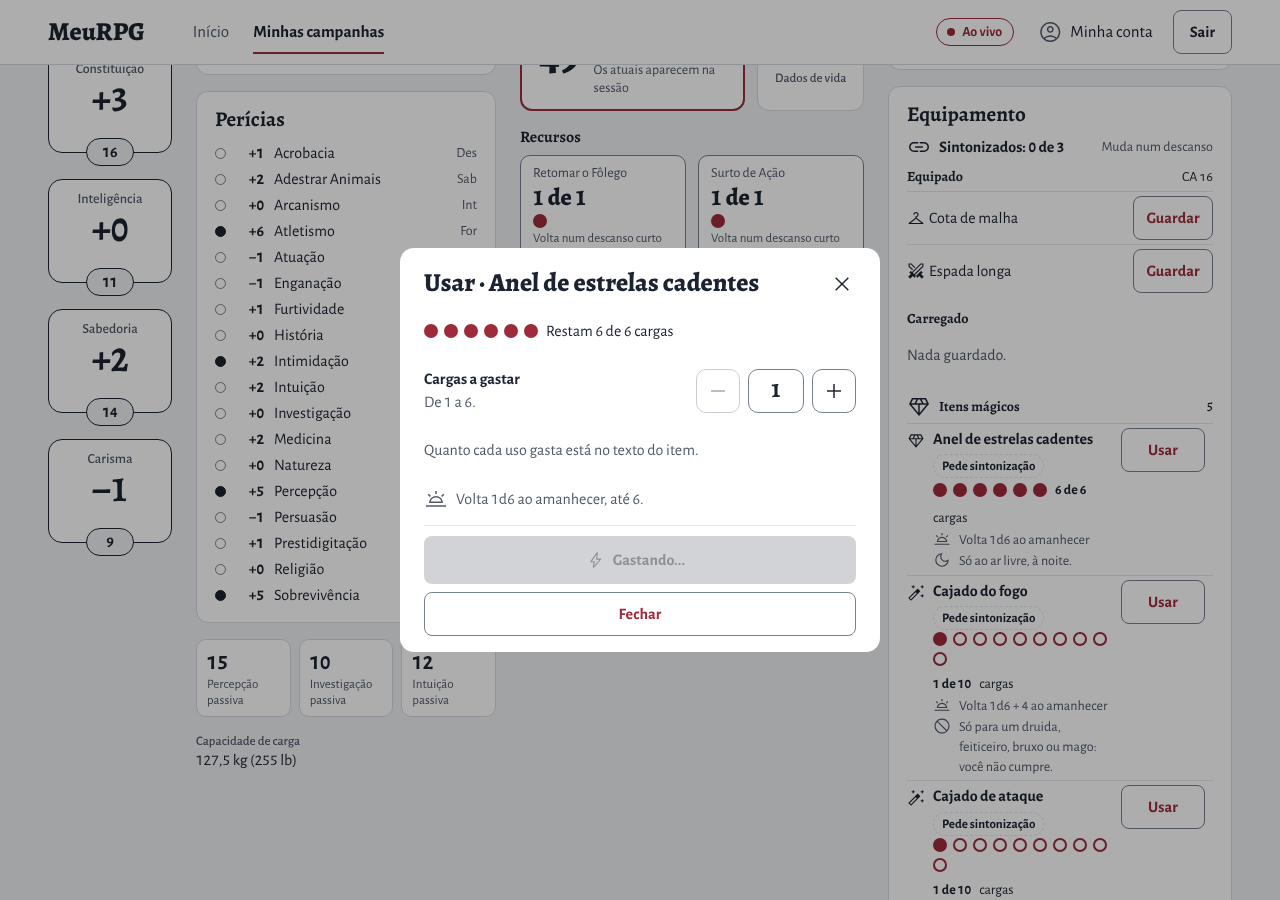 MeuRPG
Início
Minhas campanhas
Ao vivo
Minha conta
Sair
Constituição
+3
16
Inteligência
+0
11
Sabedoria
+2
14
Carisma
−1
9
Perícias
+1 Acrobacia Des
+2 Adestrar Animais Sab
+0 Arcanismo Int
+6 Atletismo For
−1 Atuação
−1 Enganação
+1 Furtividade
+0 História
+2 Intimidação
+2 Intuição
+0 Investigação
+2 Medicina
+0 Natureza
+5 Percepção
−1 Persuasão
+1 Prestidigitação
+0 Religião
+5 Sobrevivência
15
Percepção
passiva
10
Investigação
passiva
12
Intuição
passiva
Capacidade de carga
127,5 kg (255 lb)
Os atuais aparecem na
sessão
Dados de vida
Recursos
Retomar o Fôlego
1 de 1
Volta num descanso curto
Surto de Ação
1 de 1
Volta num descanso curto
Usar · Anel de estrelas cadentes
Restam 6 de 6 cargas
Cargas a gastar
De 1 a 6.
1
Quanto cada uso gasta está no texto do item.
Volta 1d6 ao amanhecer, até 6.
Gastando...
Fechar
Equipamento
Sintonizados: 0 de 3 Muda num descanso
Equipado CA 16
Cota de malha Guardar
Espada longa Guardar
Carregado
Nada guardado.
Itens mágicos 5
Anel de estrelas cadentes Usar
Pede sintonização
6 de 6
cargas
Volta 1d6 ao amanhecer
Só ao ar livre, à noite.
Cajado do fogo Usar
Pede sintonização
1 de 10 cargas
Volta 1d6 + 4 ao amanhecer
Só para um druida,
feiticeiro, bruxo ou mago:
você não cumpre.
Cajado de ataque Usar
Pede sintonização
1 de 10 cargas